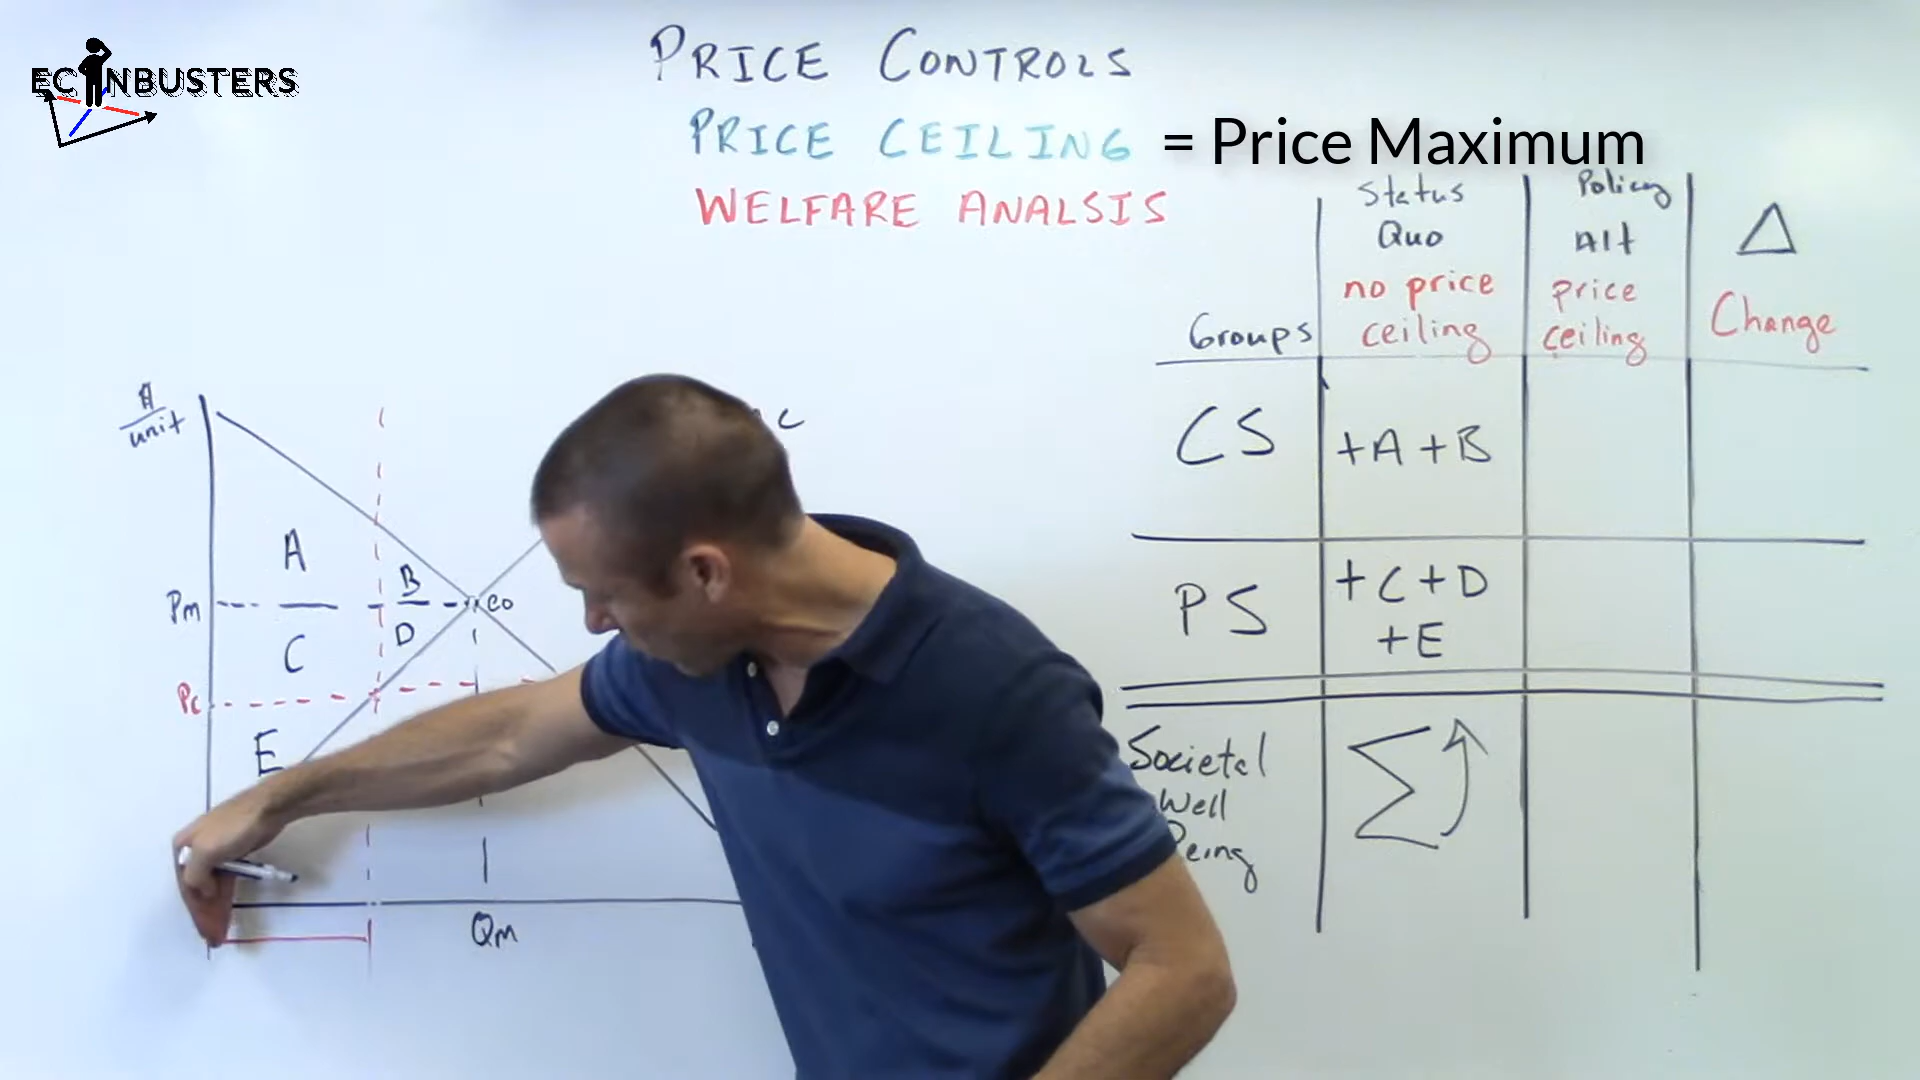 ECONBUSTERS
PRICE CONTROLS
PRICE CEILING = Price Maximum
WELFARE ANALSIS
Groups
Status
Quo
no price
ceiling
Policy
Alt
price
ceiling
Δ
Change
CS
+A +B
PS
+C+D
+E
Societal
Well
Being
Σ
unit
A
B
Pm
eo
C
D
Pc
E
Qm